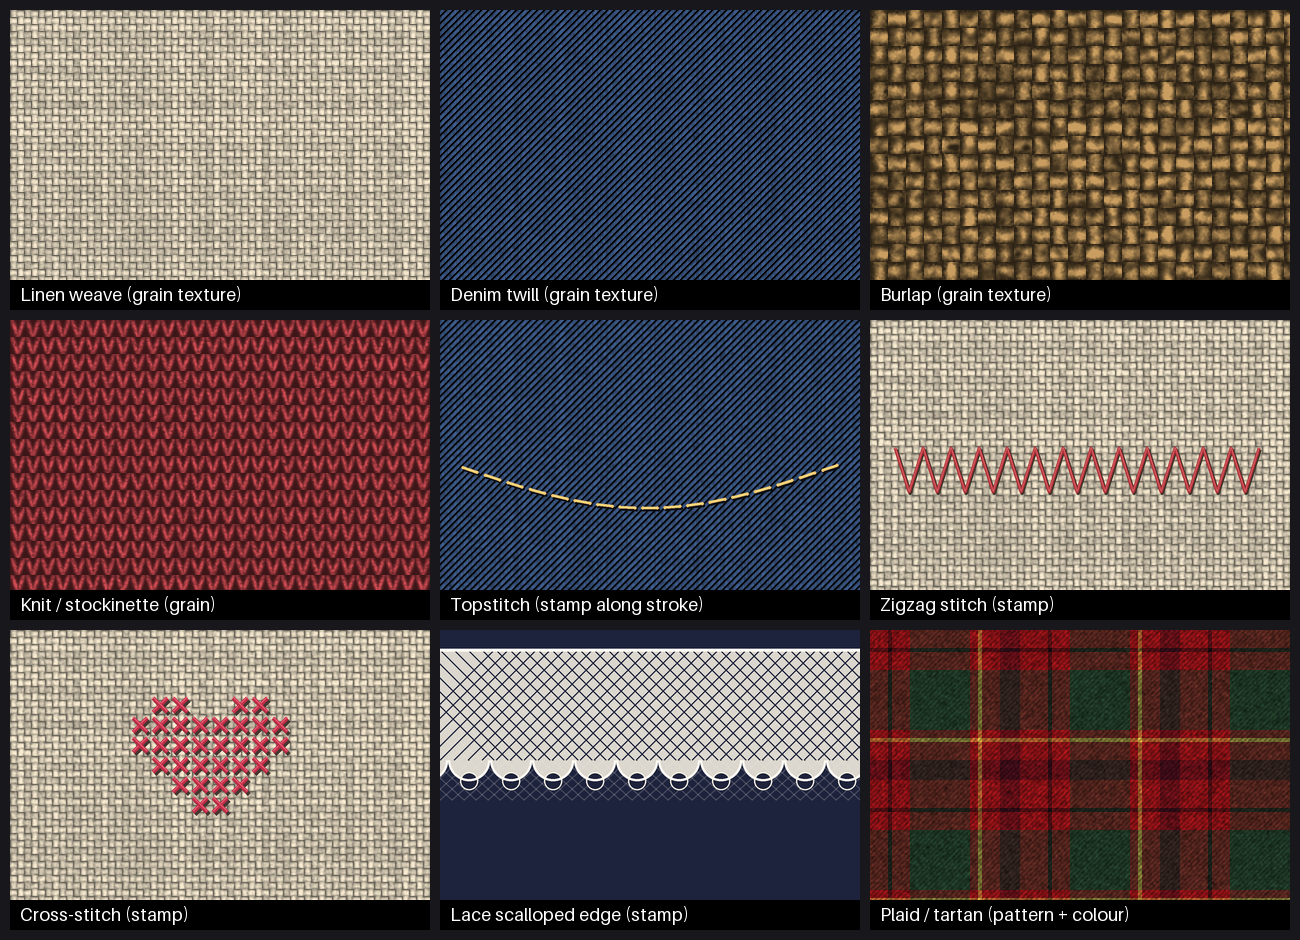 Linen weave (grain texture)
Denim twill (grain texture)
Burlap (grain texture)
Knit / stockinette (grain)
Topstitch (stamp along stroke)
Zigzag stitch (stamp)
Cross-stitch (stamp)
Lace scalloped edge (stamp)
Plaid / tartan (pattern + colour)